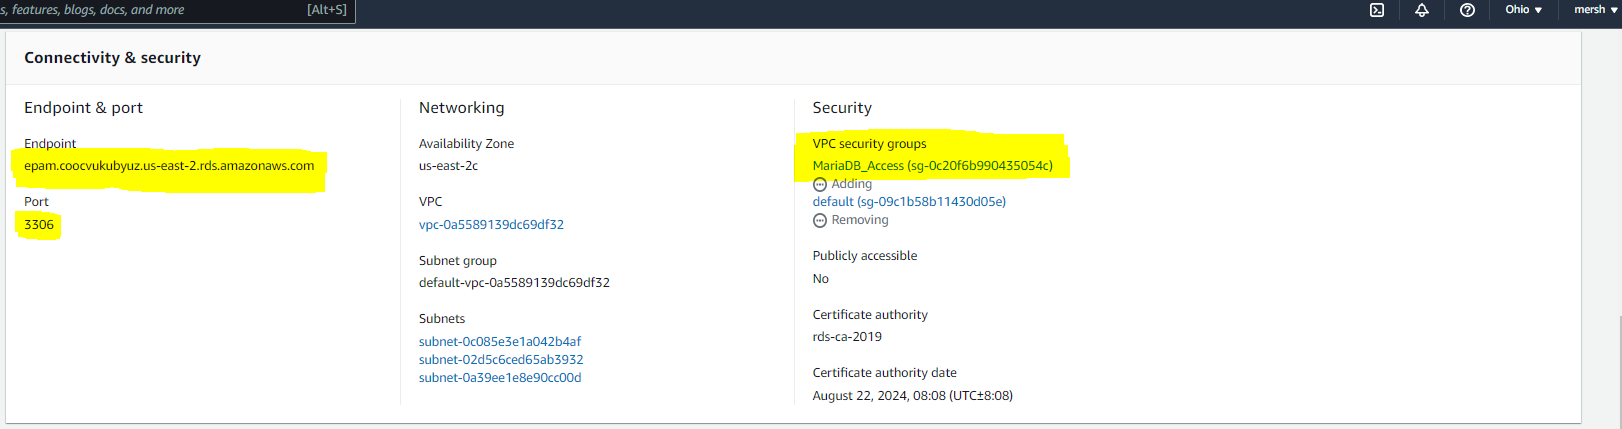 s, features, blogs, docs, and more [Alt+S] Ohio mersh
Connectivity & security
Endpoint & port
Endpoint
epam.coocvukubyuz.us-east-2.rds.amazonaws.com
Port
3306
Networking
Availability Zone
us-east-2c
VPC
vpc-0a5589139dc69df32
Subnet group
default-vpc-0a5589139dc69df32
Subnets
subnet-0c085e3e1a042b4af
subnet-02d5c6ced65ab3932
subnet-0a39ee1e8e90cc00d
Security
VPC security groups
MariaDB_Access (sg-0c20f6b990435054c)
Adding
default (sg-09c1b58b11430d05e)
Removing
Publicly accessible
No
Certificate authority
rds-ca-2019
Certificate authority date
August 22, 2024, 08:08 (UTC±8:08)